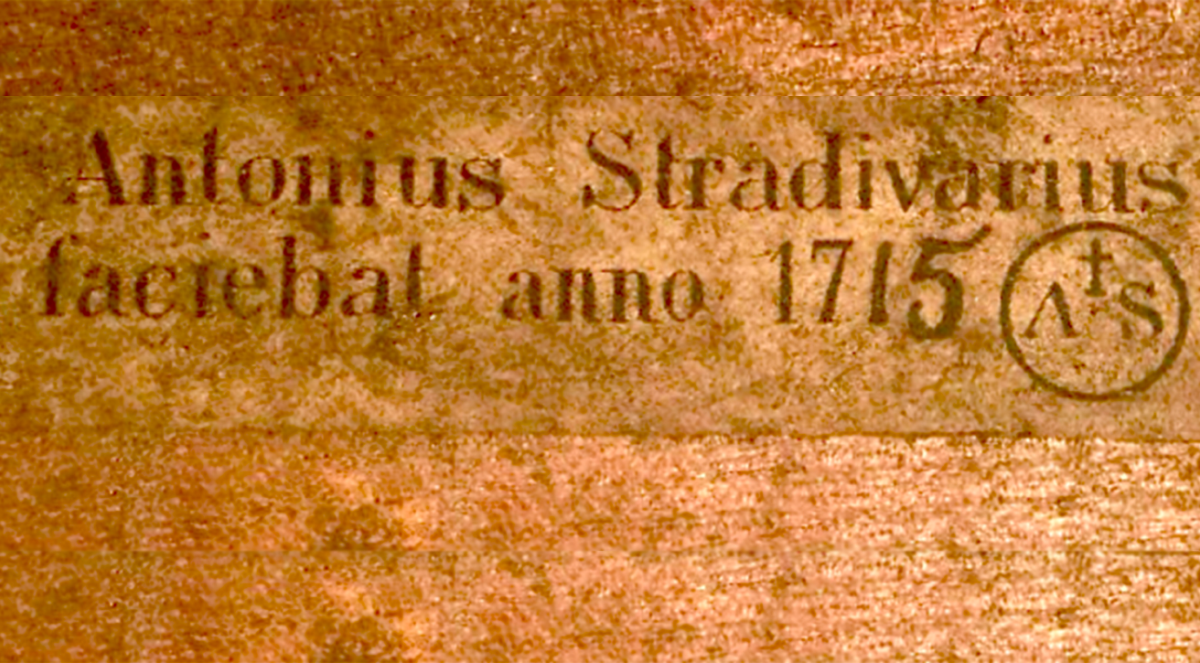 Antonius Stradivarius
faciebat anno 1715
A † S